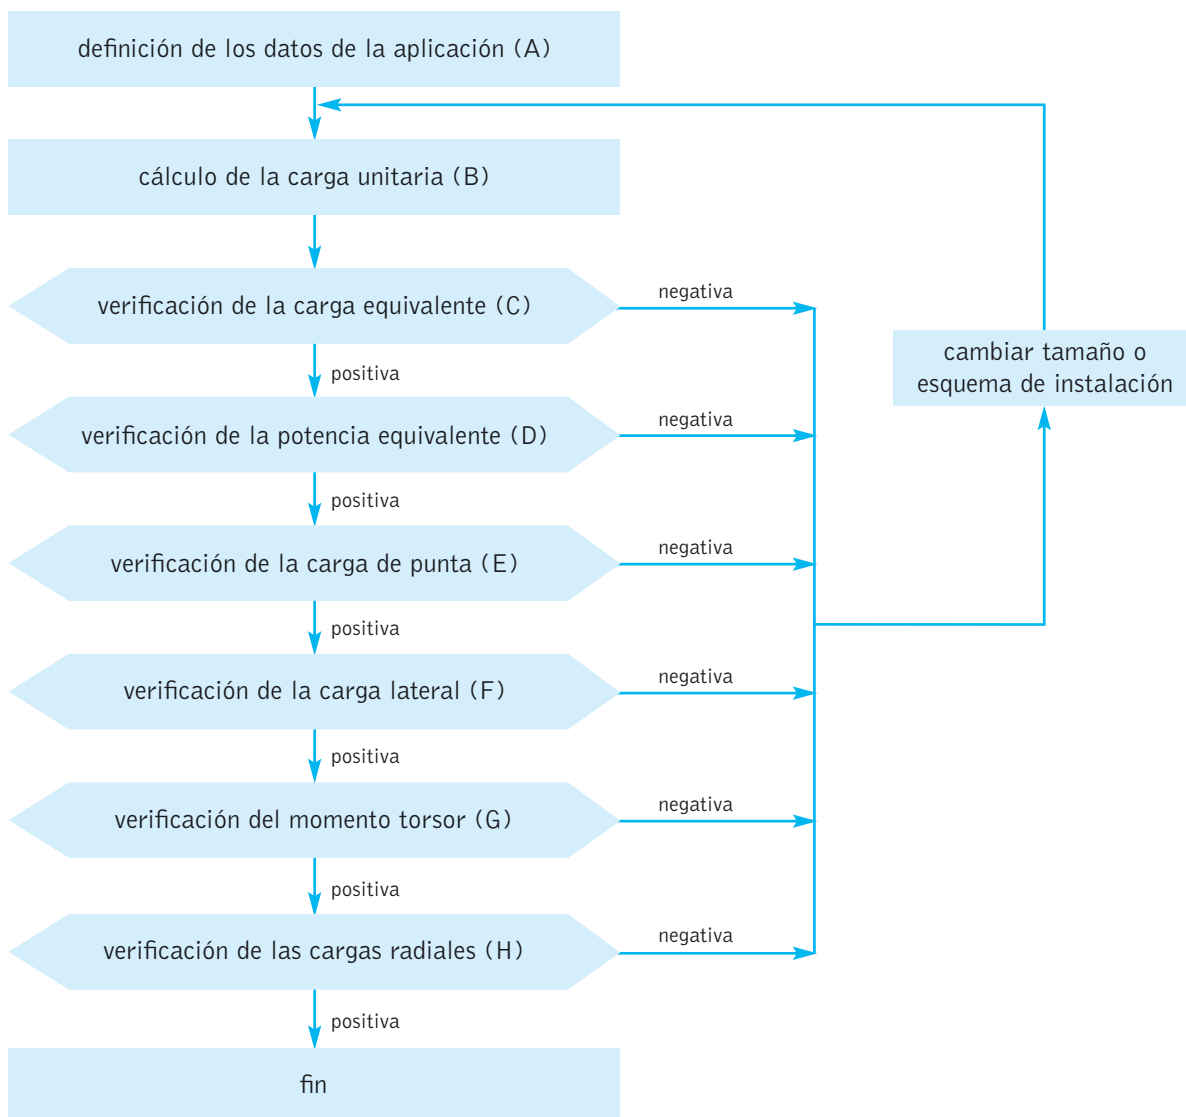 definición de los datos de la aplicación (A)
cálculo de la carga unitaria (B)
verificación de la carga equivalente (C)
negativa
cambiar tamaño o
esquema de instalación
positiva
verificación de la potencia equivalente (D)
negativa
positiva
verificación de la carga de punta (E)
negativa
positiva
verificación de la carga lateral (F)
negativa
positiva
verificación del momento torsor (G)
negativa
positiva
verificación de las cargas radiales (H)
negativa
positiva
fin